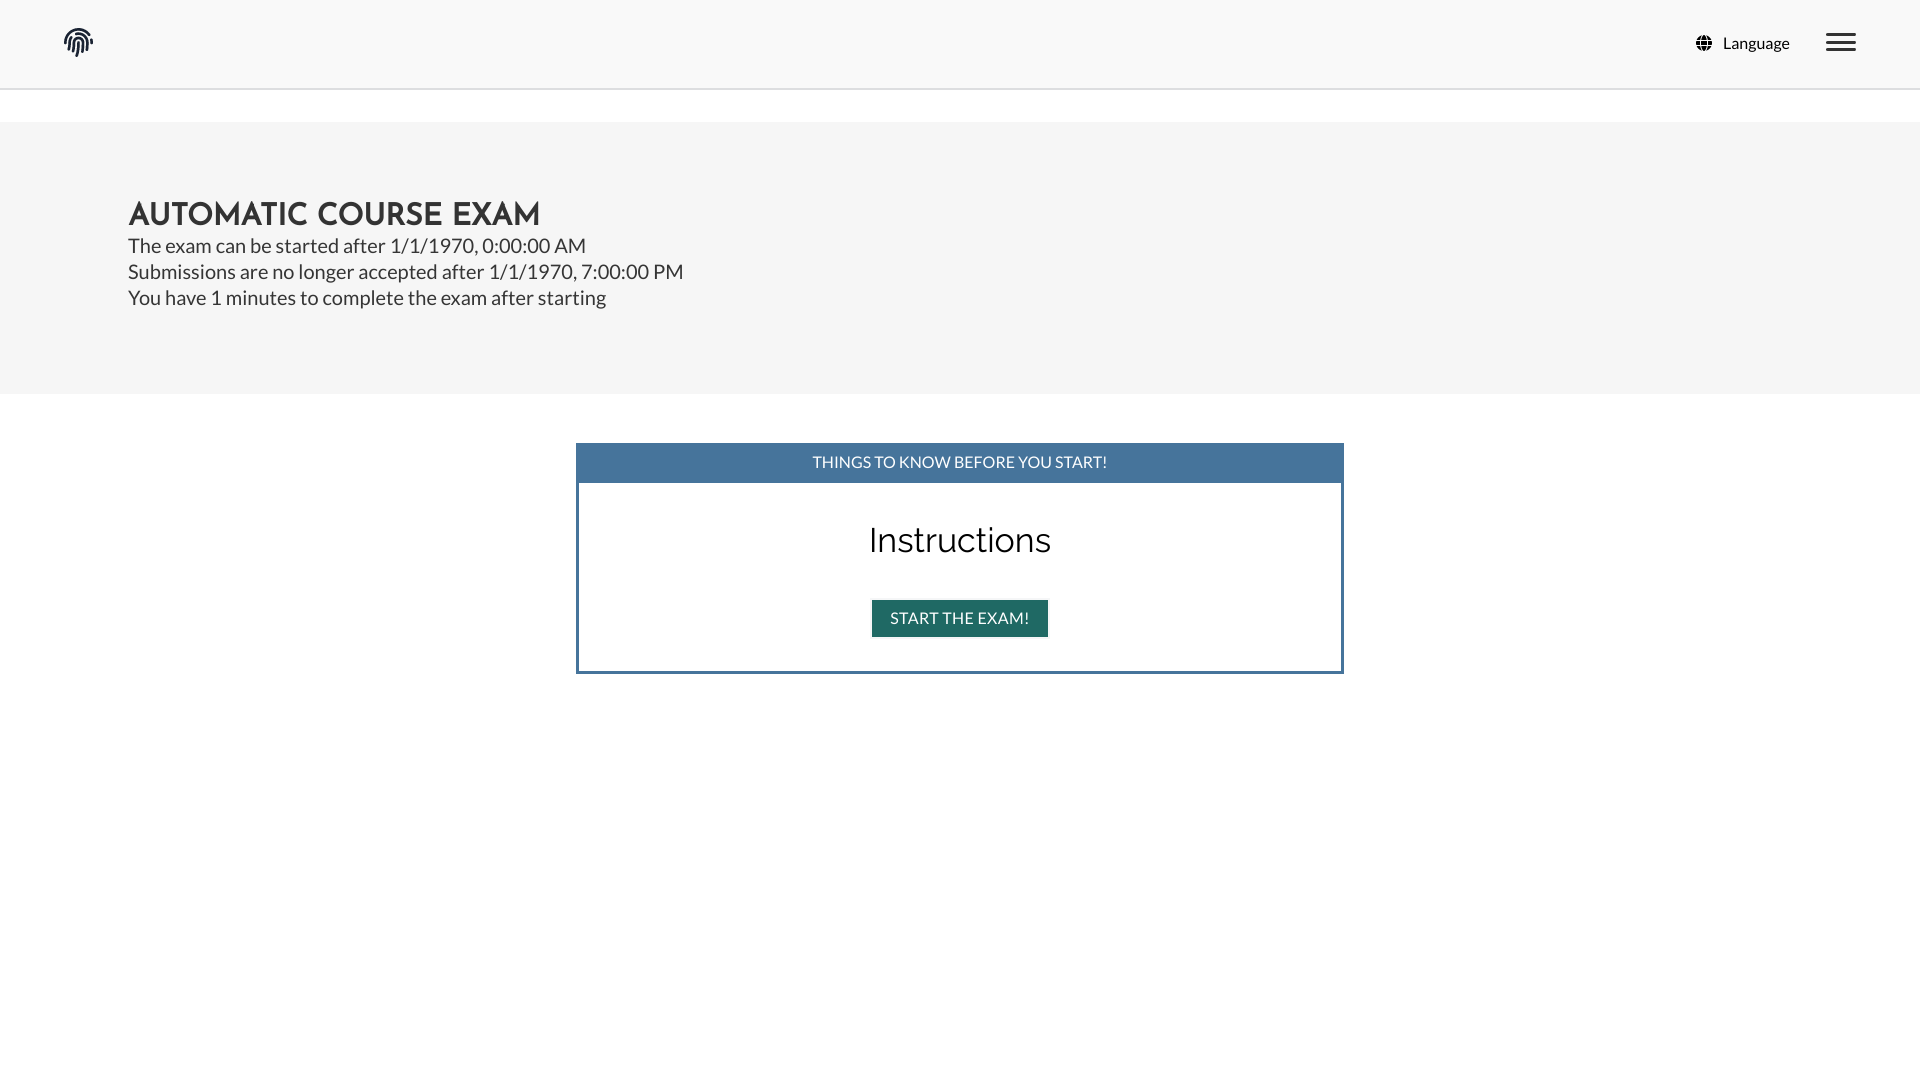 Language
AUTOMATIC COURSE EXAM
The exam can be started after 1/1/1970, 0:00:00 AM
Submissions are no longer accepted after 1/1/1970, 7:00:00 PM
You have 1 minutes to complete the exam after starting
THINGS TO KNOW BEFORE YOU START!
Instructions
START THE EXAM!